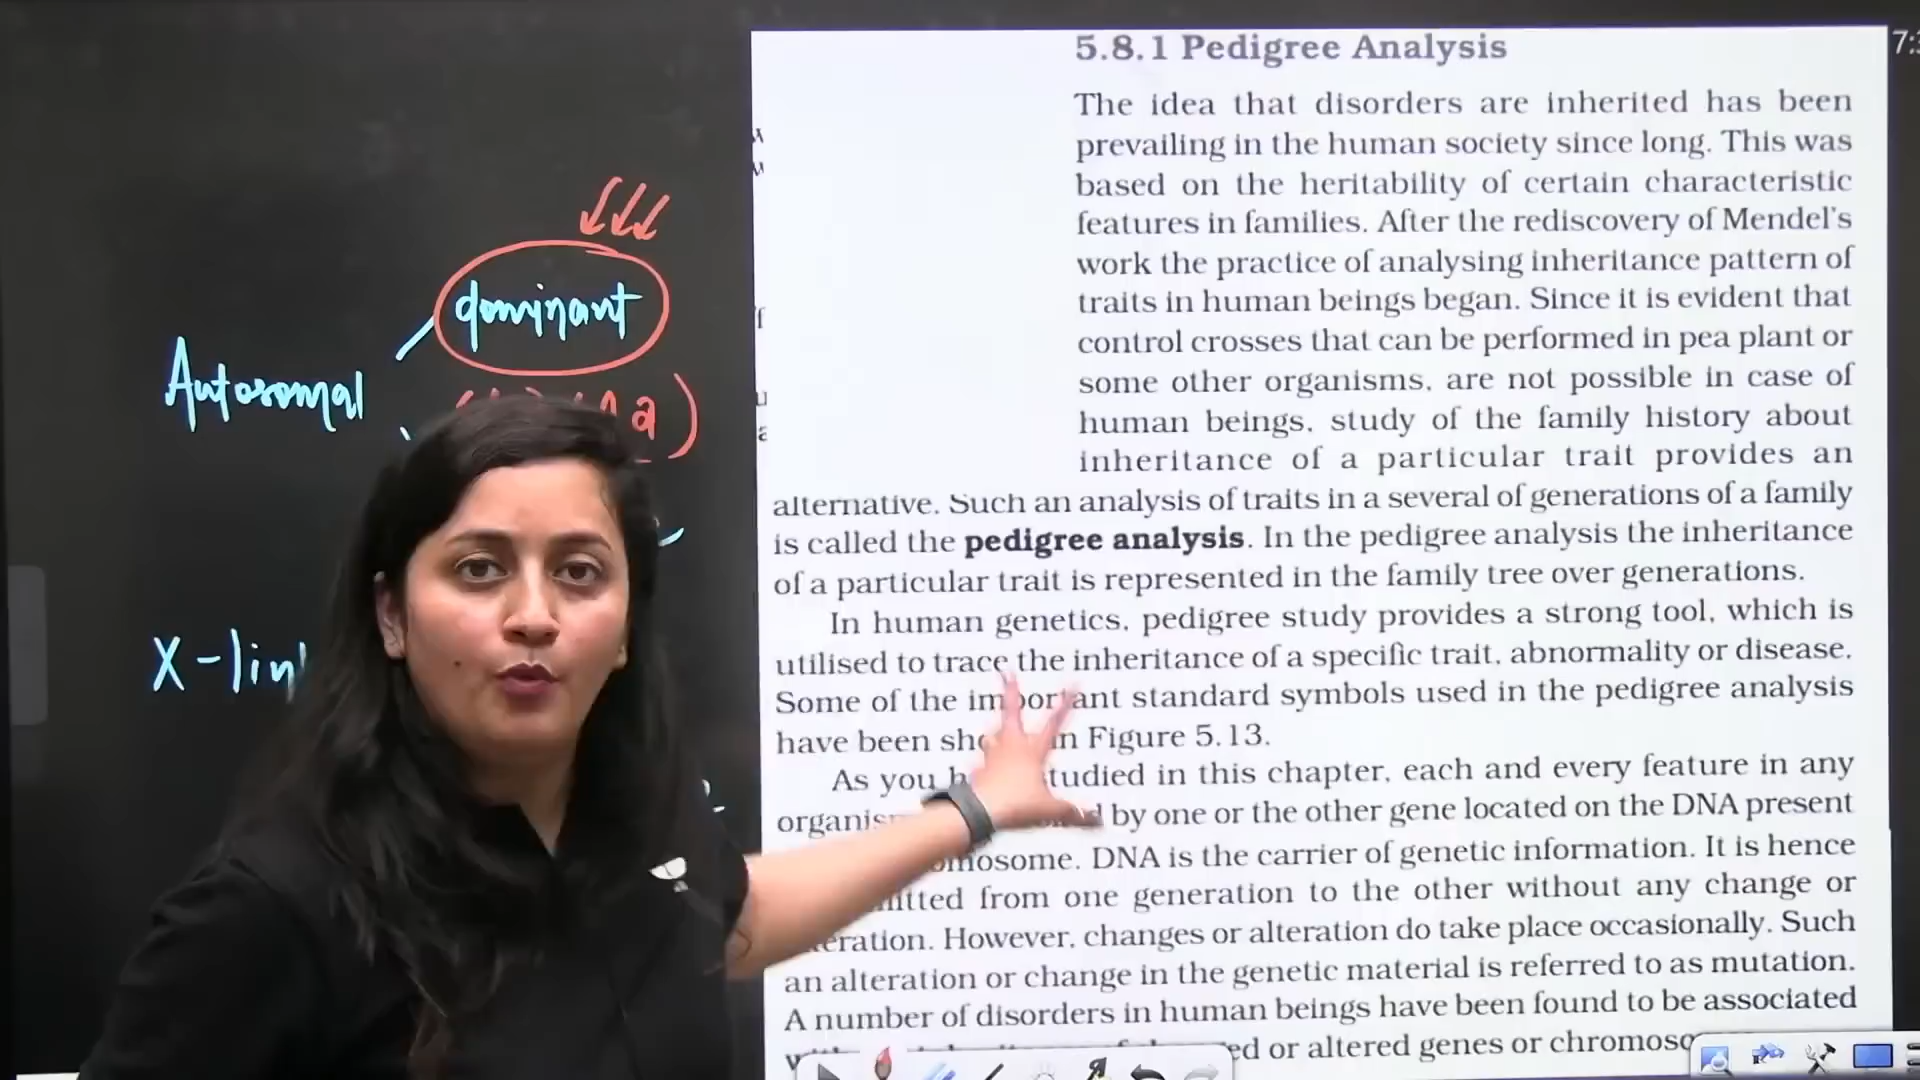 dominant
Autosomal
a )
X-lin
7:3
5.8.1 Pedigree Analysis
The idea that disorders are inherited has been
prevailing in the human society since long. This was
based on the heritability of certain characteristic
features in families. After the rediscovery of Mendel's
work the practice of analysing inheritance pattern of
traits in human beings began. Since it is evident that
control crosses that can be performed in pea plant or
some other organisms, are not possible in case of
human beings, study of the family history about
inheritance of a particular trait provides an
alternative. Such an analysis of traits in a several of generations of a family
is called the pedigree analysis. In the pedigree analysis the inheritance
of a particular trait is represented in the family tree over generations.
In human genetics, pedigree study provides a strong tool, which is
utilised to trace the inheritance of a specific trait, abnormality or disease.
Some of the important standard symbols used in the pedigree analysis
have been in Figure 5.13.
As you studied in this chapter, each and every feature in any
by one or the other gene located on the DNA present
DNA is the carrier of genetic information. It is hence
from one generation to the other without any change or
However, changes or alteration do take place occasionally. Such
an alteration or change in the genetic material is referred to as mutation.
A number of disorders in human beings have been found to be associated
or altered genes or